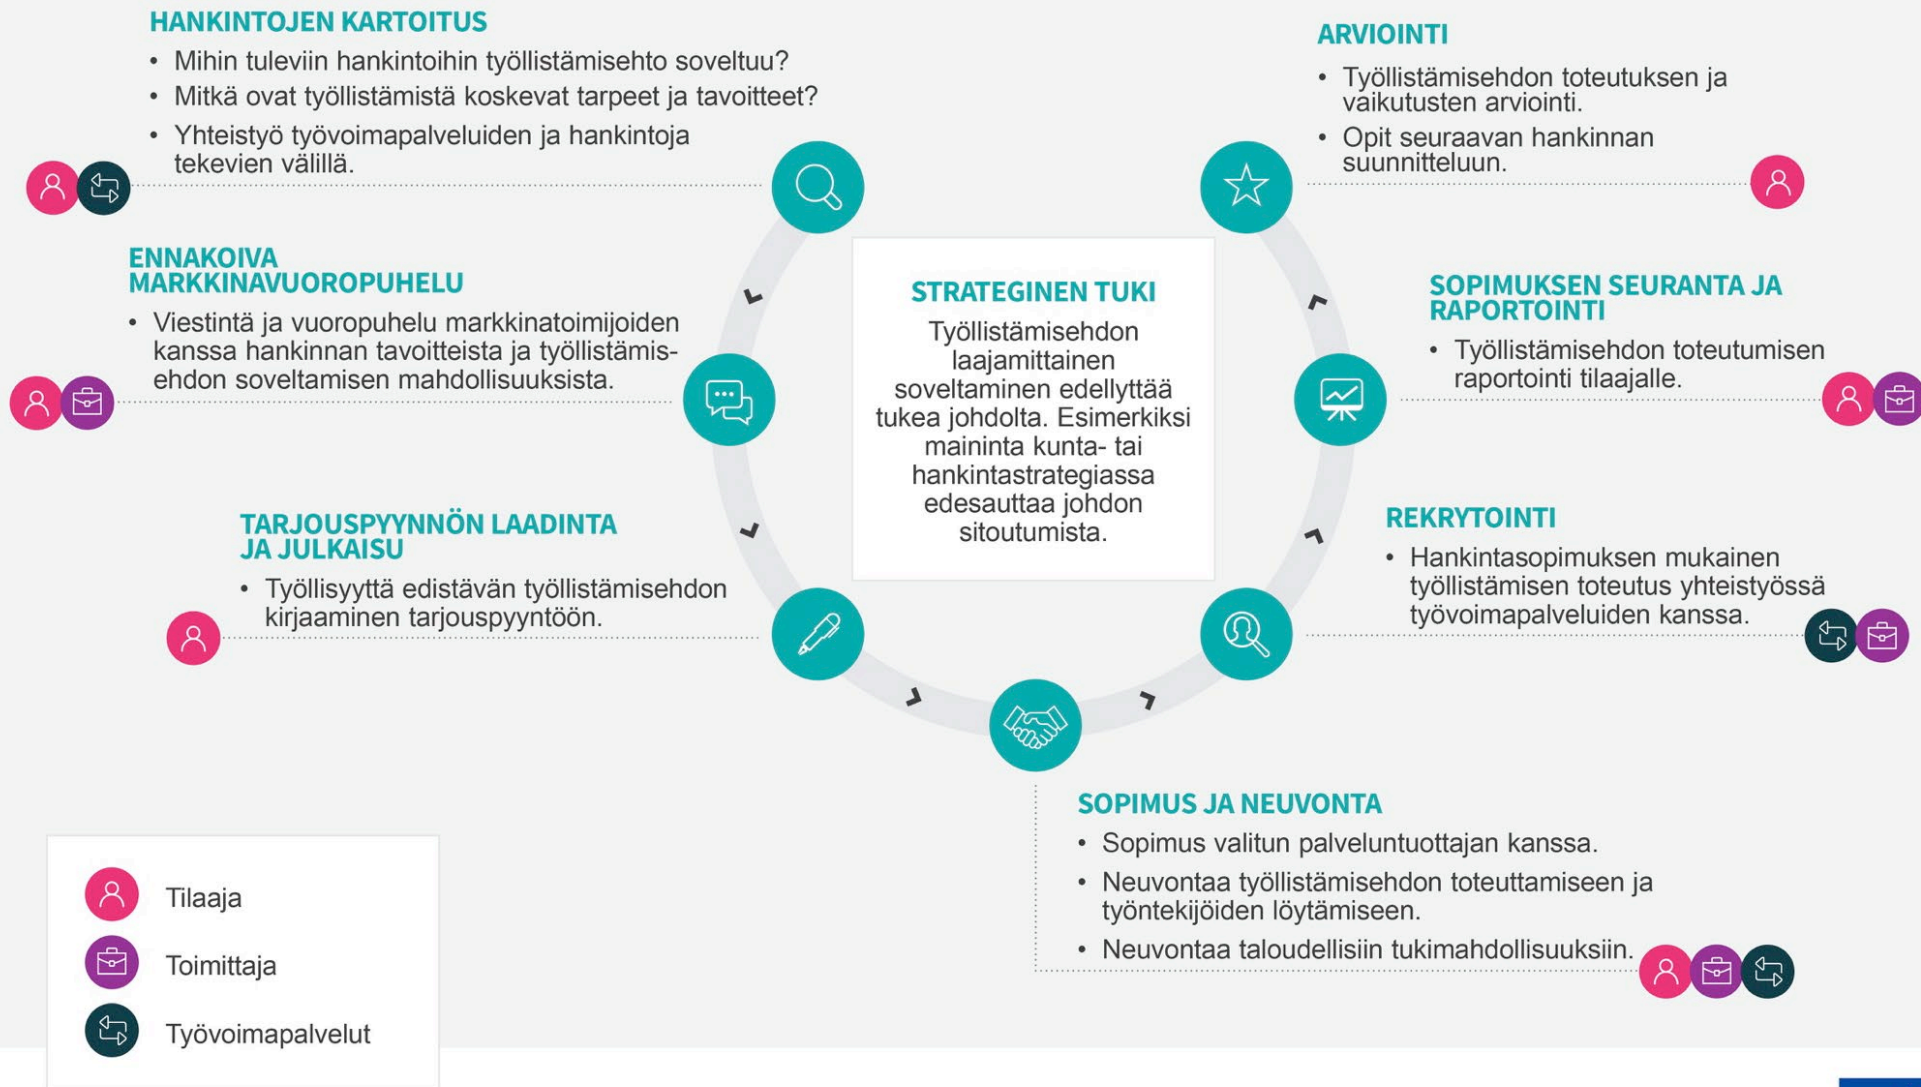 HANKINTOJEN KARTOITUS
• Mihin tuleviin hankintoihin työllistämisehto soveltuu?
• Mitkä ovat työllistämistä koskevat tarpeet ja tavoitteet?
• Yhteistyö työvoimapalveluiden ja hankintoja
tekevien välillä.
ENNAKOIVA
MARKKINAVUOROPUHELU
• Viestintä ja vuoropuhelu markkinatoimijoiden
kanssa hankinnan tavoitteista ja työllistämis-
ehdon soveltamisen mahdollisuuksista.
TARJOUSPYYNNÖN LAADINTA
JA JULKAISU
• Työllisyyttä edistävän työllistämisehdon
kirjaaminen tarjouspyyntöön.
STRATEGINEN TUKI
Työllistämisehdon
laajamittainen
soveltaminen edellyttää
tukea johdolta. Esimerkiksi
maininta kunta- tai
hankintastrategiassa
edesauttaa johdon
sitoutumista.
SOPIMUS JA NEUVONTA
• Sopimus valitun palveluntuottajan kanssa.
• Neuvontaa työllistämisehdon toteuttamiseen ja
työntekijöiden löytämiseen.
• Neuvontaa taloudellisiin tukimahdollisuuksiin.
REKRYTOINTI
• Hankintasopimuksen mukainen
työllistämisen toteutus yhteistyössä
työvoimapalveluiden kanssa.
SOPIMUKSEN SEURANTA JA
RAPORTOINTI
• Työllistämisehdon toteutumisen
raportointi tilaajalle.
ARVIOINTI
• Työllistämisehdon toteutuksen ja
vaikutusten arviointi.
• Opit seuraavan hankinnan
suunnitteluun.
Tilaaja
Toimittaja
Työvoimapalvelut